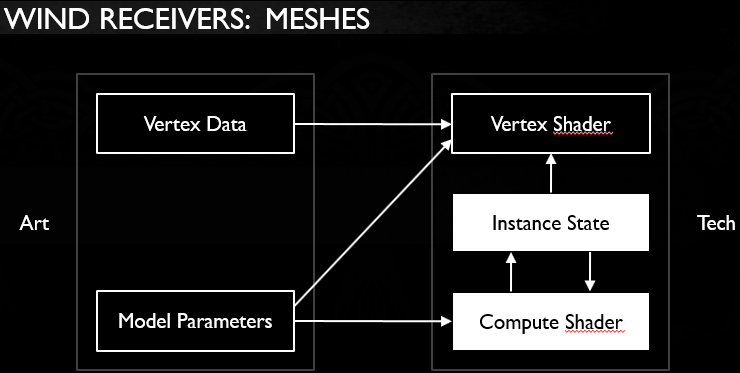 WIND RECEIVERS: MESHES
Vertex Data
Vertex Shader
Art
Instance State
Tech
Model Parameters
Compute Shader